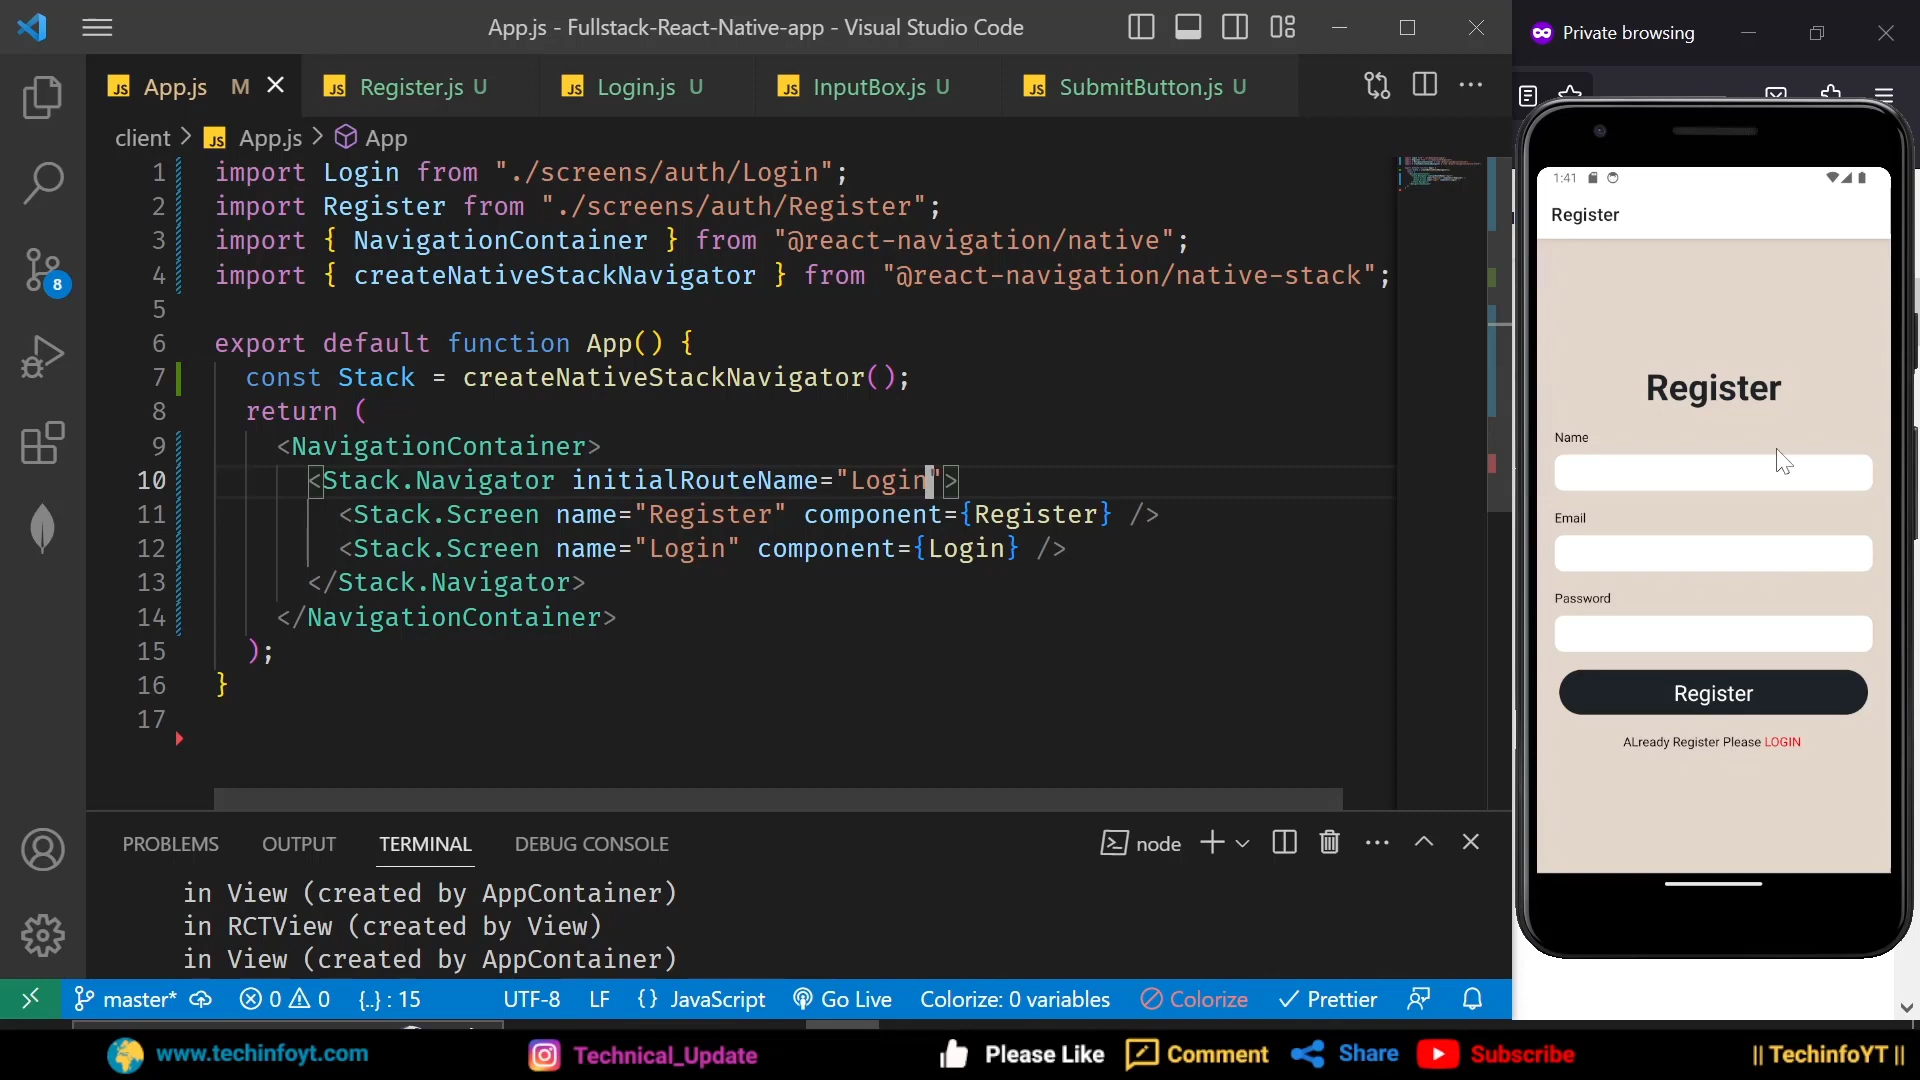 App.js - Fullstack-React-Native-app - Visual Studio Code
Private browsing
JS App.js M
JS Register.js U
JS Login.js U
JS InputBox.js U
JS SubmitButton.js U
client > JS App.js > App
1 import Login from "./screens/auth/Login";
2 import Register from "./screens/auth/Register";
3 import { NavigationContainer } from "@react-navigation/native";
4 import { createNativeStackNavigator } from "@react-navigation/native-stack";
5
6 export default function App() {
7 const Stack = createNativeStackNavigator();
8 return (
9 <NavigationContainer>
10 <Stack.Navigator initialRouteName="Login">
11 <Stack.Screen name="Register" component={Register} />
12 <Stack.Screen name="Login" component={Login} />
13 </Stack.Navigator>
14 </NavigationContainer>
15 );
16 }
17
8
PROBLEMS OUTPUT TERMINAL DEBUG CONSOLE
node
in View (created by AppContainer)
in RCTView (created by View)
in View (created by AppContainer)
master* 0 0 {..} : 15 UTF-8 LF {} JavaScript Go Live Colorize: 0 variables Colorize Prettier
1:41
Register
Register
Name
Email
Password
Register
ALready Register Please LOGIN
www.techinfoyt.com Technical_Update Please Like Comment Share Subscribe || TechinfoYT ||